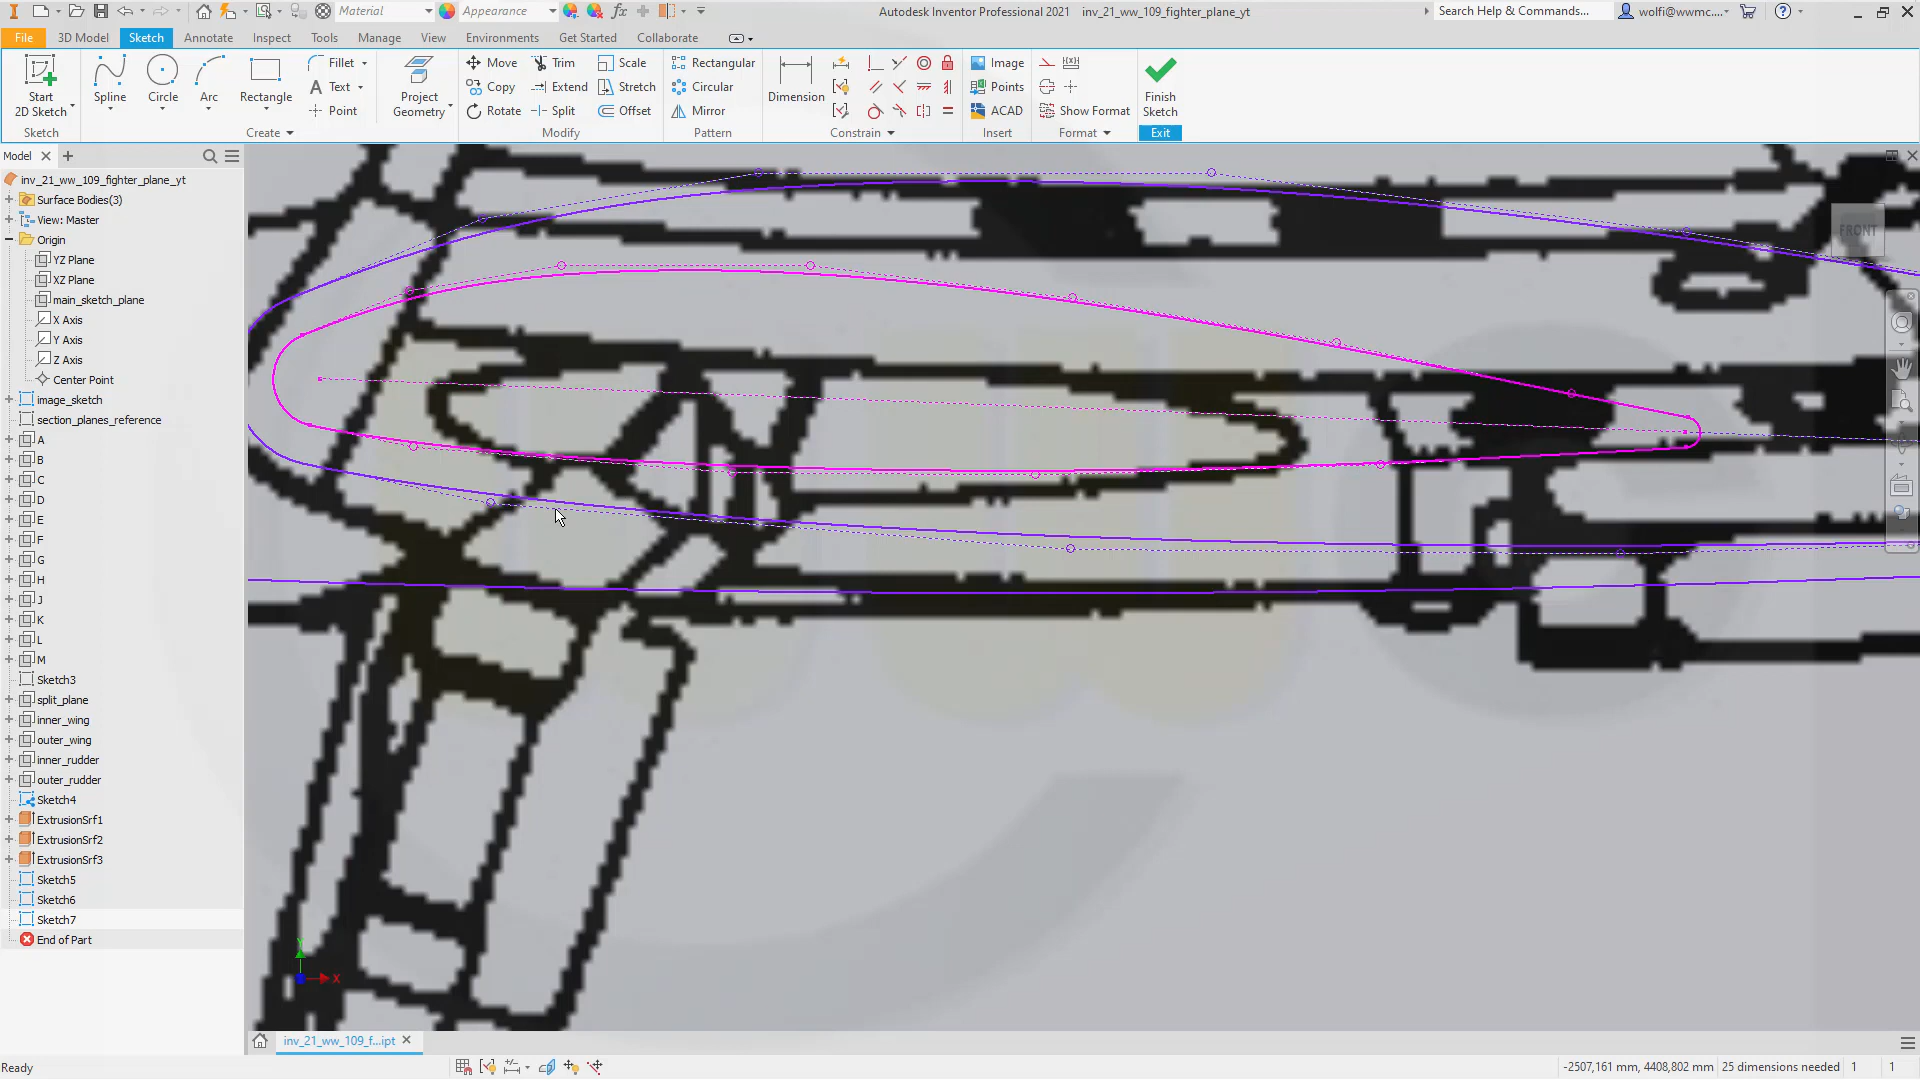 Material
Appearance
Autodesk Inventor Professional 2021 inv_21_ww_109_fighter_plane_yt
Search Help & Commands...
wolfi@wwmc....
File 3D Model Sketch Annotate Inspect Tools Manage View Environments Get Started Collaborate
Start 2D Sketch
Spline
Circle
Arc
Rectangle
Fillet
Text
Point
Project Geometry
Move
Copy
Rotate
Trim
Extend
Split
Scale
Stretch
Offset
Rectangular
Circular
Mirror
Dimension
Image
Points
ACAD
Show Format
Finish Sketch
Sketch Create Modify Pattern Constrain Insert Format Exit
Model
inv_21_ww_109_fighter_plane_yt
Surface Bodies(3)
View: Master
Origin
YZ Plane
XZ Plane
main_sketch_plane
X Axis
Y Axis
Z Axis
Center Point
image_sketch
section_planes_reference
A
B
C
D
E
F
G
H
J
K
L
M
Sketch3
split_plane
inner_wing
outer_wing
inner_rudder
outer_rudder
Sketch4
ExtrusionSrf1
ExtrusionSrf2
ExtrusionSrf3
Sketch5
Sketch6
Sketch7
End of Part
FRONT
Y
X
inv_21_ww_109_f...ipt
Ready
-2507,161 mm, 4408,802 mm 25 dimensions needed 1 1